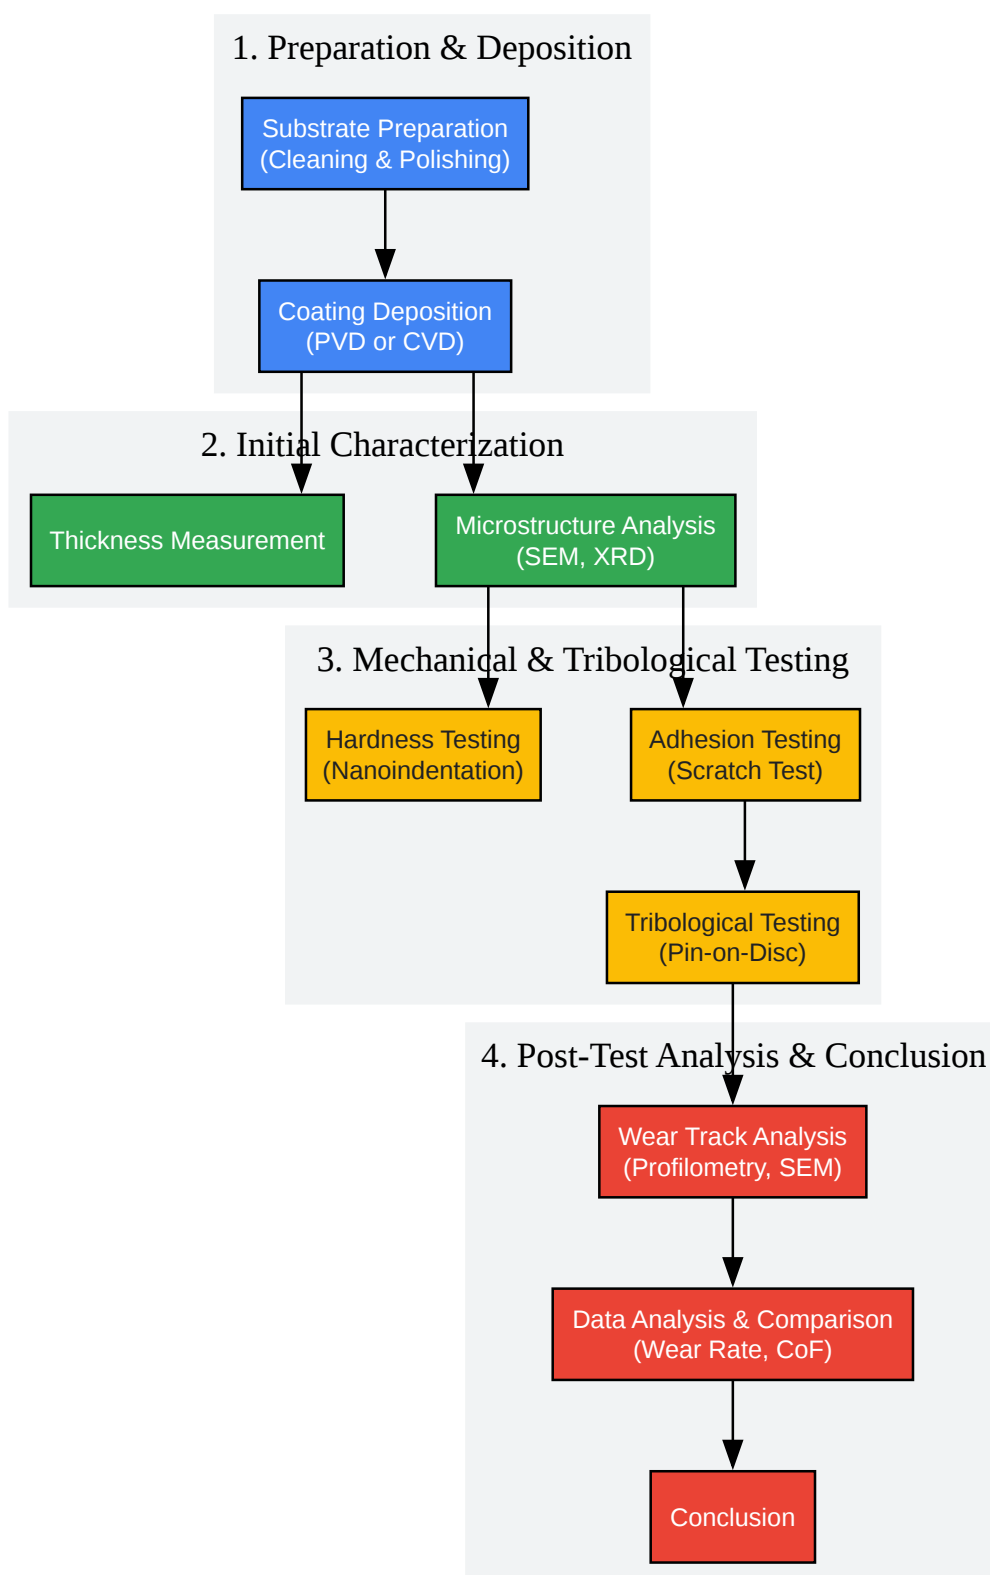 1. Preparation & Deposition
Substrate Preparation
(Cleaning & Polishing)
Coating Deposition
(PVD or CVD)
2. Initial Characterization
Thickness Measurement
Microstructure Analysis
(SEM, XRD)
3. Mechanical & Tribological Testing
Hardness Testing
(Nanoindentation)
Adhesion Testing
(Scratch Test)
Tribological Testing
(Pin-on-Disc)
4. Post-Test Analysis & Conclusion
Wear Track Analysis
(Profilometry, SEM)
Data Analysis & Comparison
(Wear Rate, CoF)
Conclusion